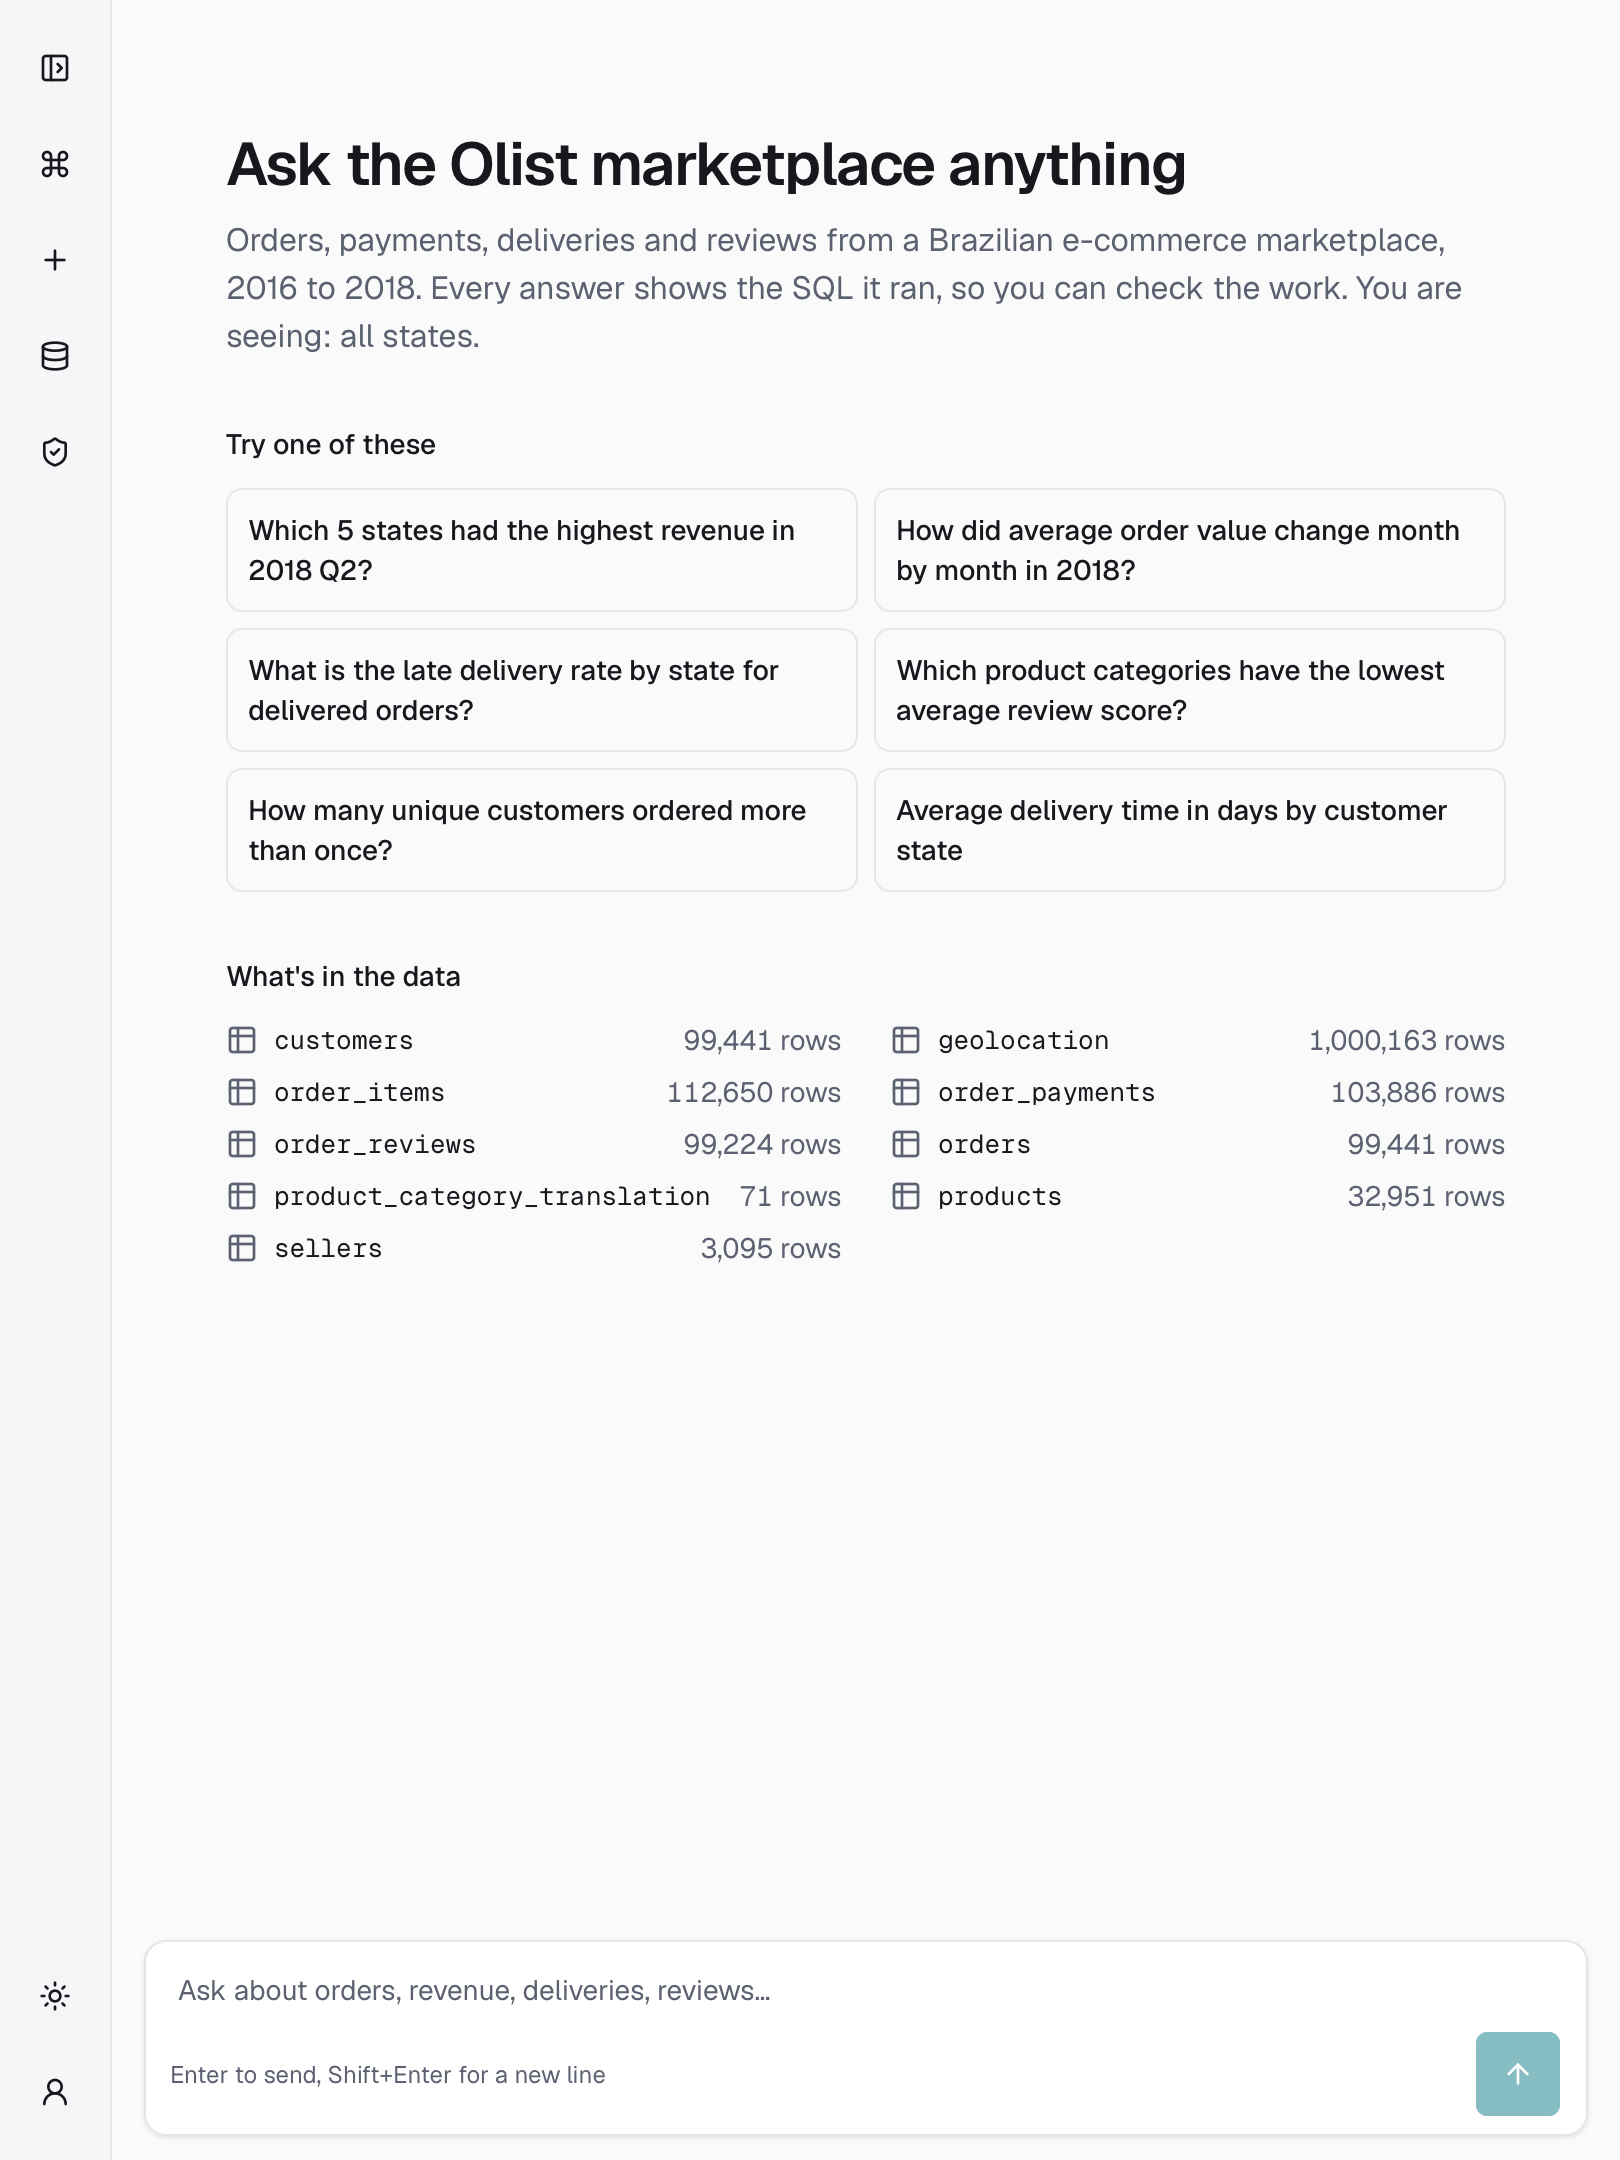 Ask the Olist marketplace anything
Orders, payments, deliveries and reviews from a Brazilian e-commerce marketplace,
2016 to 2018. Every answer shows the SQL it ran, so you can check the work. You are
seeing: all states.
Try one of these
Which 5 states had the highest revenue in
2018 Q2?
How did average order value change month
by month in 2018?
What is the late delivery rate by state for
delivered orders?
Which product categories have the lowest
average review score?
How many unique customers ordered more
than once?
Average delivery time in days by customer
state
What's in the data
customers 99,441 rows
geolocation 1,000,163 rows
order_items 112,650 rows
order_payments 103,886 rows
order_reviews 99,224 rows
orders 99,441 rows
product_category_translation 71 rows
products 32,951 rows
sellers 3,095 rows
Ask about orders, revenue, deliveries, reviews...
Enter to send, Shift+Enter for a new line